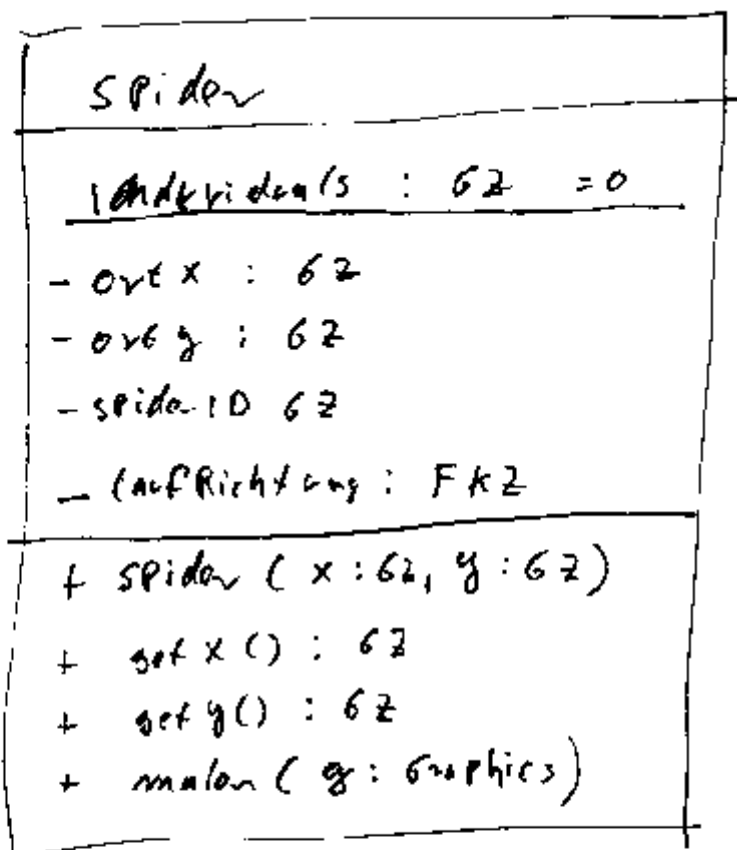 Spider
: GZ = 0
- ortX : GZ
- ortY : GZ
- spiderID GZ
- laufRichtung : FKZ
+ Spider ( x : GZ, y : GZ )
+ getX () : GZ
+ getY () : GZ
+ malen ( g : Graphics )